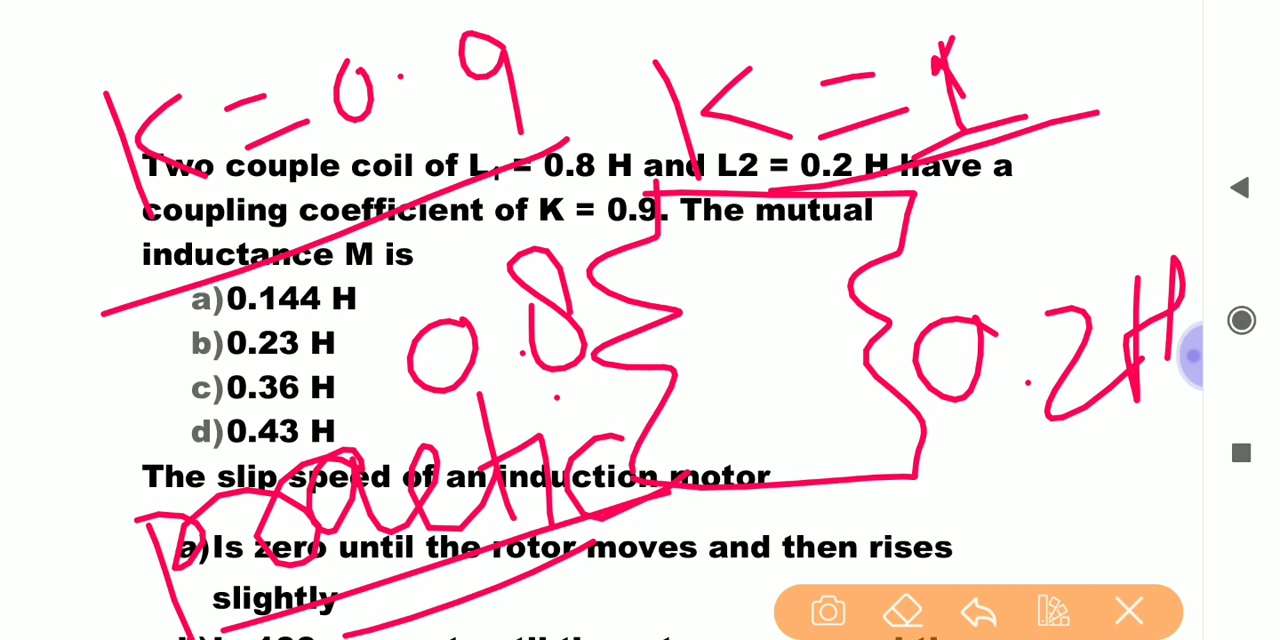 K = 0.9 K = 1
Two couple coil of L₁ = 0.8 H and L2 = 0.2 H have a
coupling coefficient of K = 0.9. The mutual
inductance M is
a) 0.144 H
b) 0.23 H
c) 0.36 H
d) 0.43 H
0.8 0.2H
The slip speed of an induction motor
a) Is zero until the rotor moves and then rises
slightly